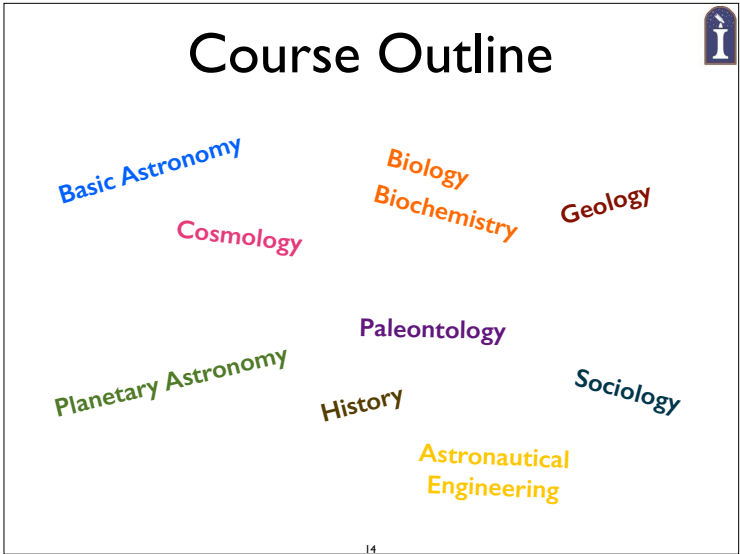 Course Outline
I
Basic Astronomy
Biology
Biochemistry
Geology
Cosmology
Paleontology
Planetary Astronomy
History
Sociology
Astronautical
Engineering
14